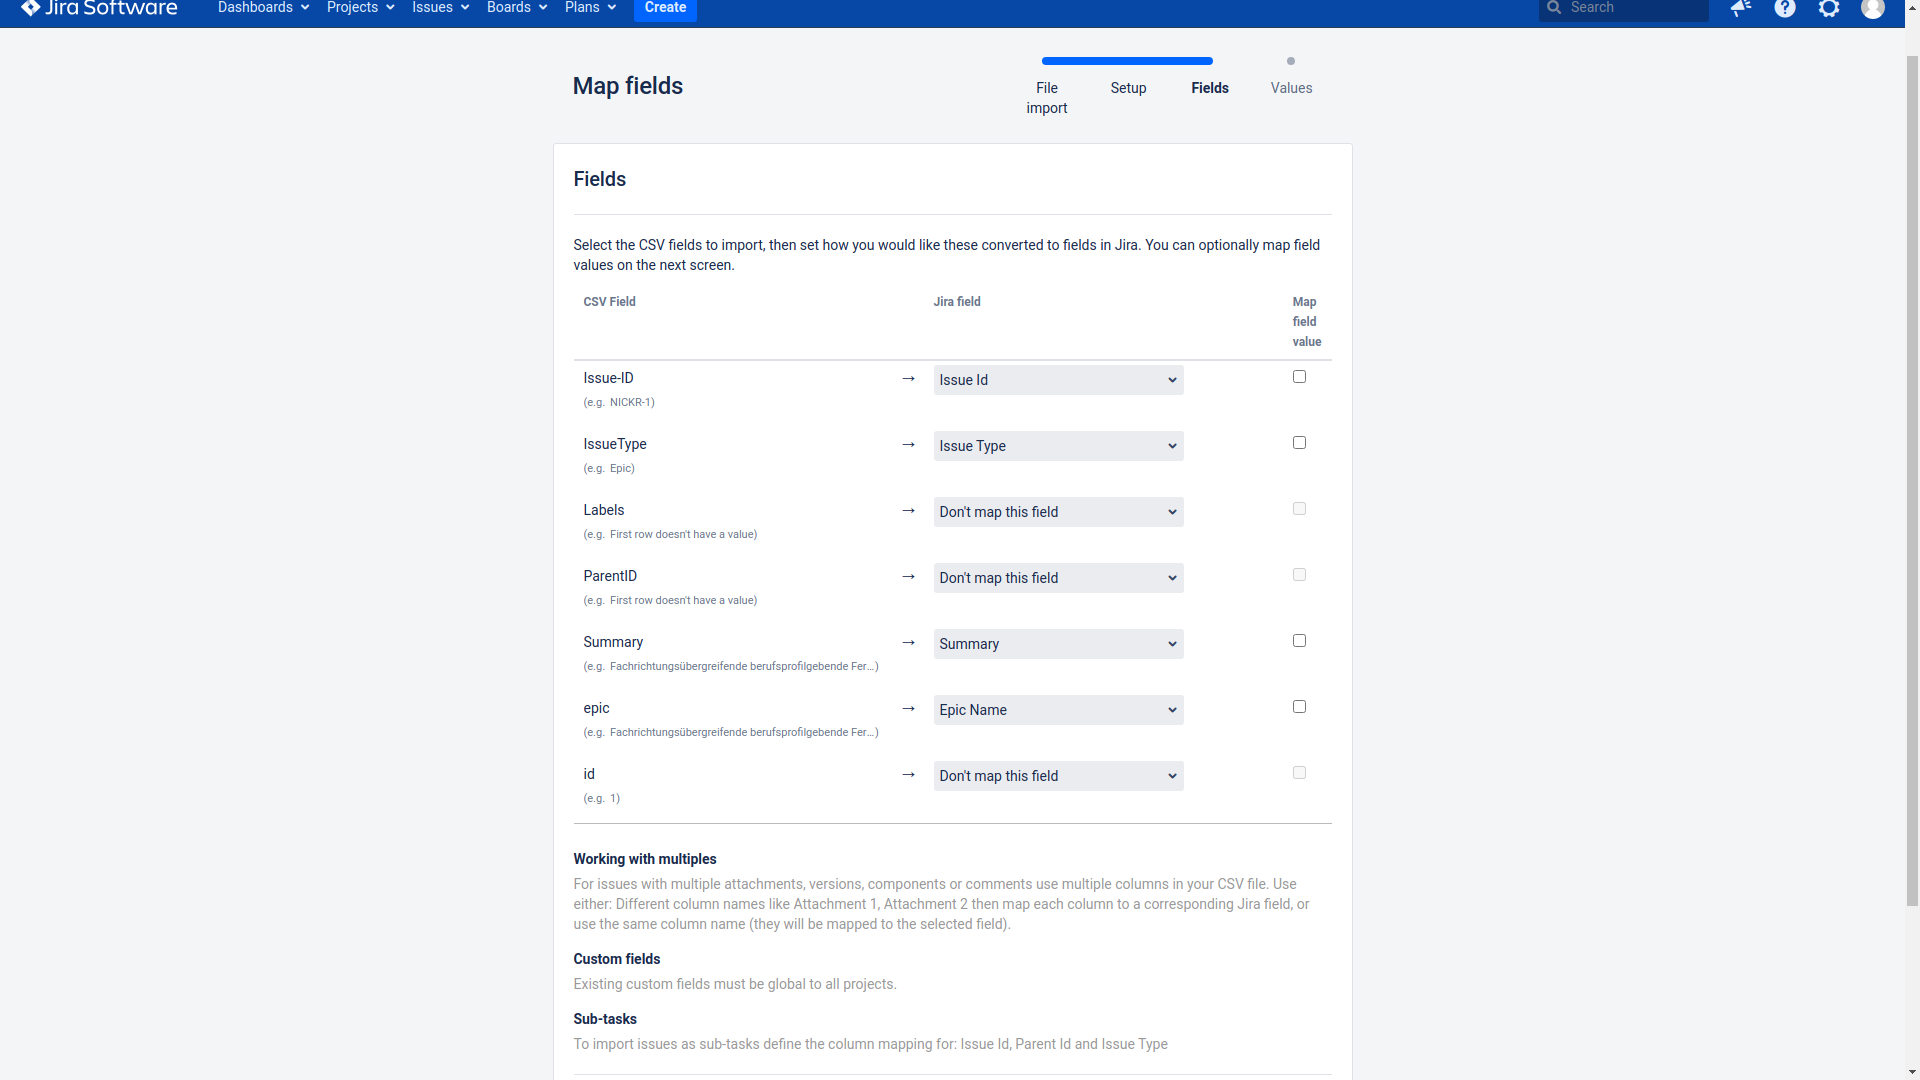 Jira Software Dashboards Projects Issues Boards Plans Create Search
Map fields
File import
Setup
Fields
Values
Fields
Select the CSV fields to import, then set how you would like these converted to fields in Jira. You can optionally map field
values on the next screen.
CSV Field Jira field Map
field
value
Issue-ID → Issue Id
(e.g. NICKR-1)
IssueType → Issue Type
(e.g. Epic)
Labels → Don't map this field
(e.g. First row doesn't have a value)
ParentID → Don't map this field
(e.g. First row doesn't have a value)
Summary → Summary
(e.g. Fachrichtungsübergreifende berufsprofilgebende Fer...)
epic → Epic Name
(e.g. Fachrichtungsübergreifende berufsprofilgebende Fer...)
id → Don't map this field
(e.g. 1)
Working with multiples
For issues with multiple attachments, versions, components or comments use multiple columns in your CSV file. Use
either: Different column names like Attachment 1, Attachment 2 then map each column to a corresponding Jira field, or
use the same column name (they will be mapped to the selected field).
Custom fields
Existing custom fields must be global to all projects.
Sub-tasks
To import issues as sub-tasks define the column mapping for: Issue Id, Parent Id and Issue Type